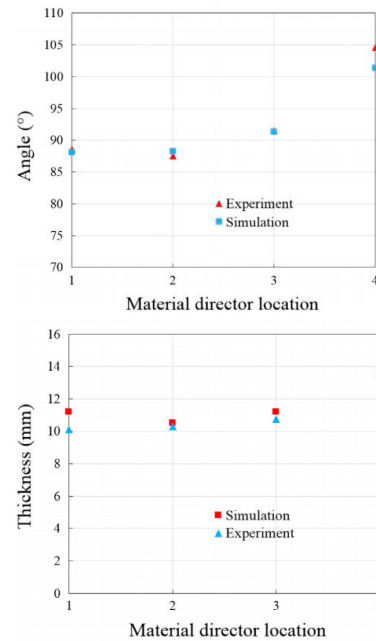 110
105
100
95
90
85
80
75
70
Angle (°)
Experiment
Simulation
1 2 3 4
Material director location
16
14
12
10
8
6
4
2
0
Thickness (mm)
Simulation
Experiment
1 2 3
Material director location